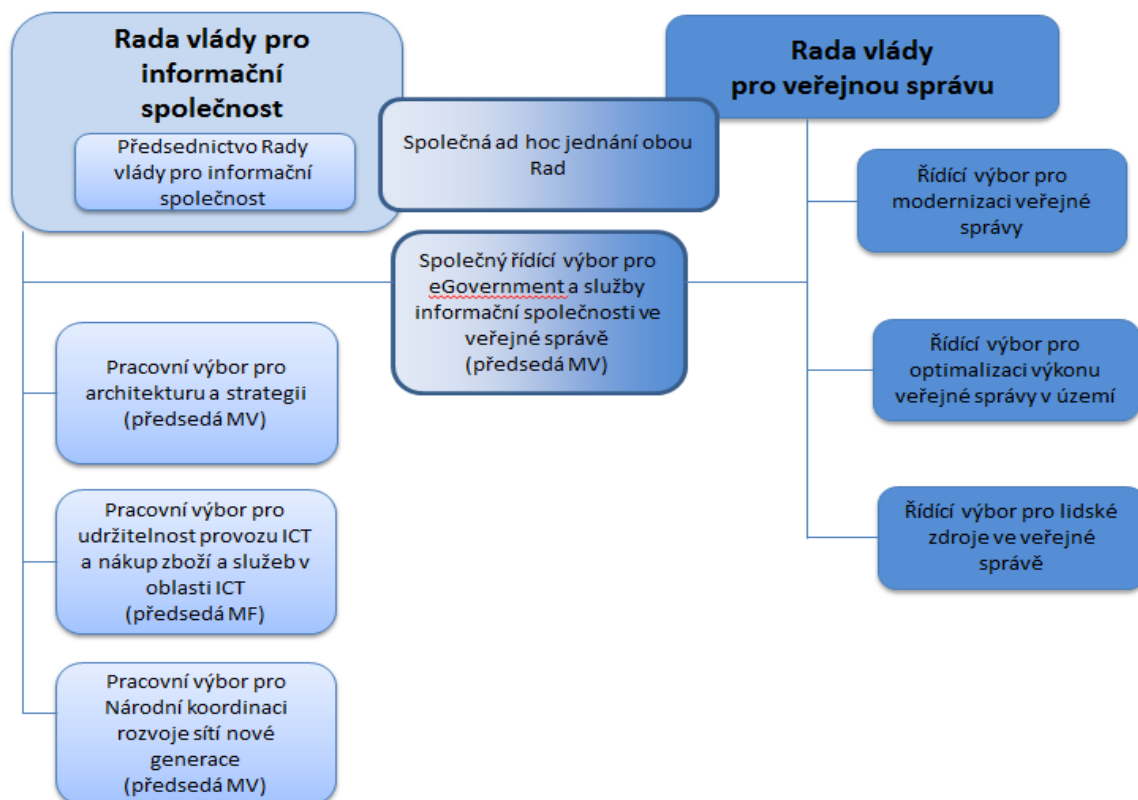 Rada vlády pro
informační
společnost
Předsednictvo Rady
vlády pro informační
společnost
Rada vlády
pro veřejnou správu
Společná ad hoc jednání obou
Rad
Společný řídící výbor pro
eGovernment a služby
informační společnosti ve
veřejné správě
(předsedá MV)
Pracovní výbor pro
architekturu a strategii
(předsedá MV)
Pracovní výbor pro
udržitelnost provozu ICT
a nákup zboží a služeb v
oblasti ICT
(předsedá MF)
Pracovní výbor pro
Národní koordinaci
rozvoje sítí nové
generace
(předsedá MV)
Řídící výbor pro
modernizaci veřejné
správy
Řídící výbor pro
optimalizaci výkonu
veřejné správy v území
Řídící výbor pro lidské
zdroje ve veřejné
správě